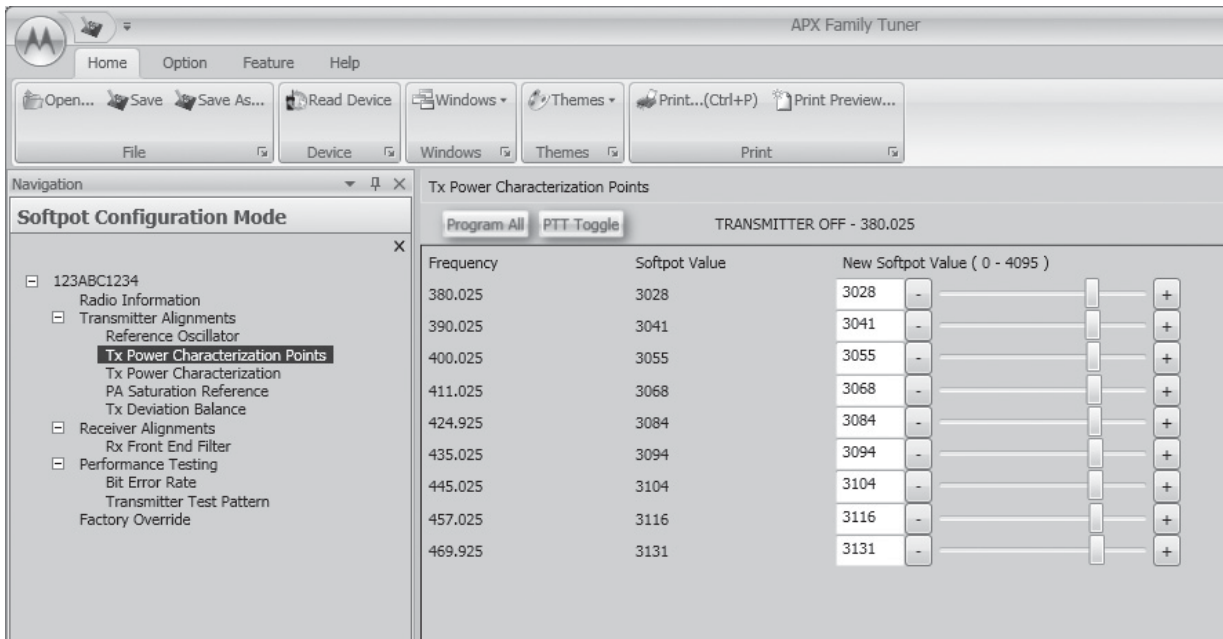 APX Family Tuner
Home Option Feature Help
Open... Save Save As... Read Device Windows Themes Print...(Ctrl+P) Print Preview...
File Device Windows Themes Print
Navigation
Softpot Configuration Mode
123ABC1234
Radio Information
Transmitter Alignments
Reference Oscillator
Tx Power Characterization Points
Tx Power Characterization
PA Saturation Reference
Tx Deviation Balance
Receiver Alignments
Rx Front End Filter
Performance Testing
Bit Error Rate
Transmitter Test Pattern
Factory Override
Tx Power Characterization Points
Program All PTT Toggle TRANSMITTER OFF - 380.025
Frequency Softpot Value New Softpot Value ( 0 - 4095 )
380.025 3028 3028 - +
390.025 3041 3041 - +
400.025 3055 3055 - +
411.025 3068 3068 - +
424.925 3084 3084 - +
435.025 3094 3094 - +
445.025 3104 3104 - +
457.025 3116 3116 - +
469.925 3131 3131 - +